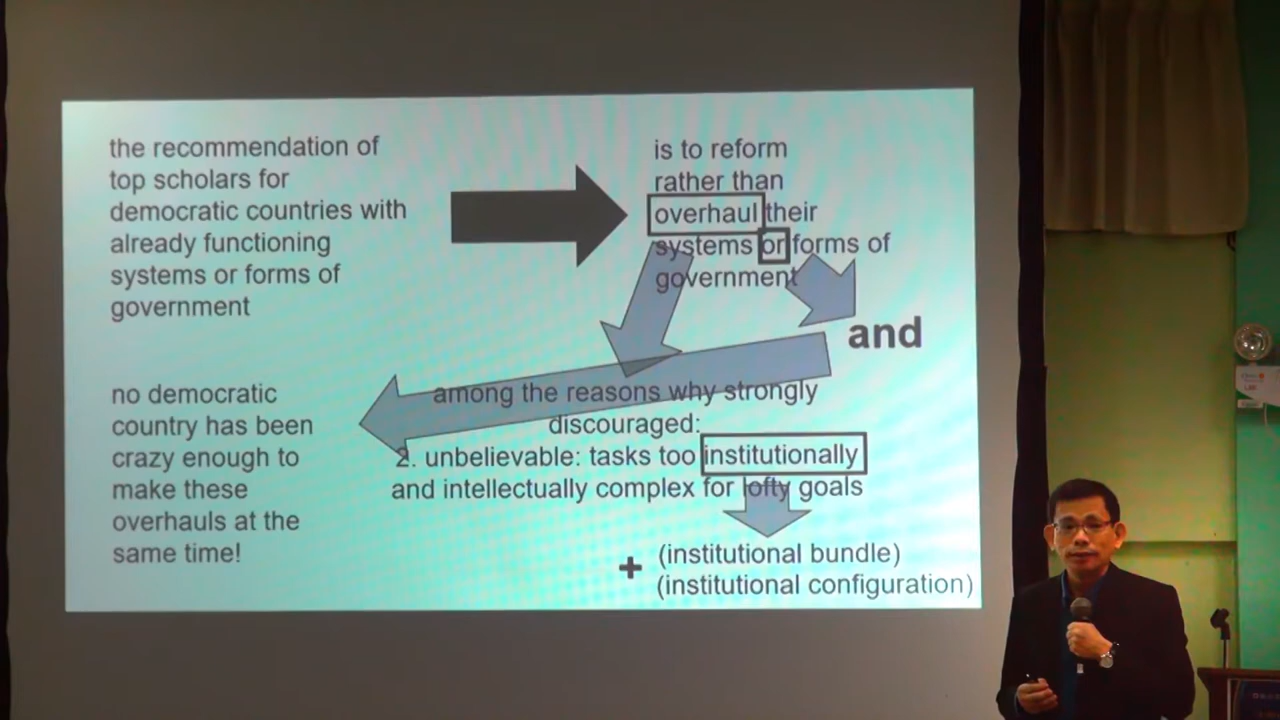 the recommendation of
top scholars for
democratic countries with
already functioning
systems or forms of
government
is to reform
rather than
overhaul their
systems or forms of
government
and
no democratic
country has been
crazy enough to
make these
overhauls at the
same time!
among the reasons why strongly
discouraged:
2. unbelievable: tasks too institutionally
and intellectually complex for lofty goals
+ (institutional bundle)
(institutional configuration)